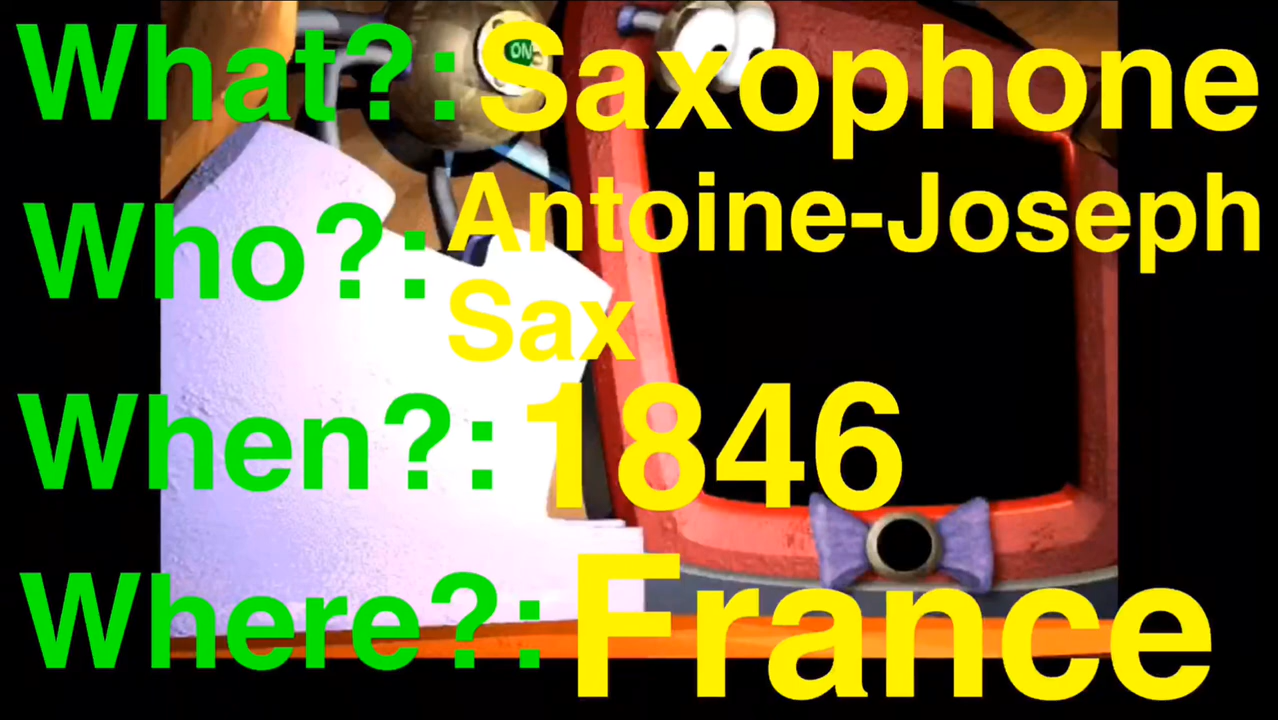 What?: Saxophone
Who?: Antoine-Joseph
Sax
When?: 1846
Where?: France
ON